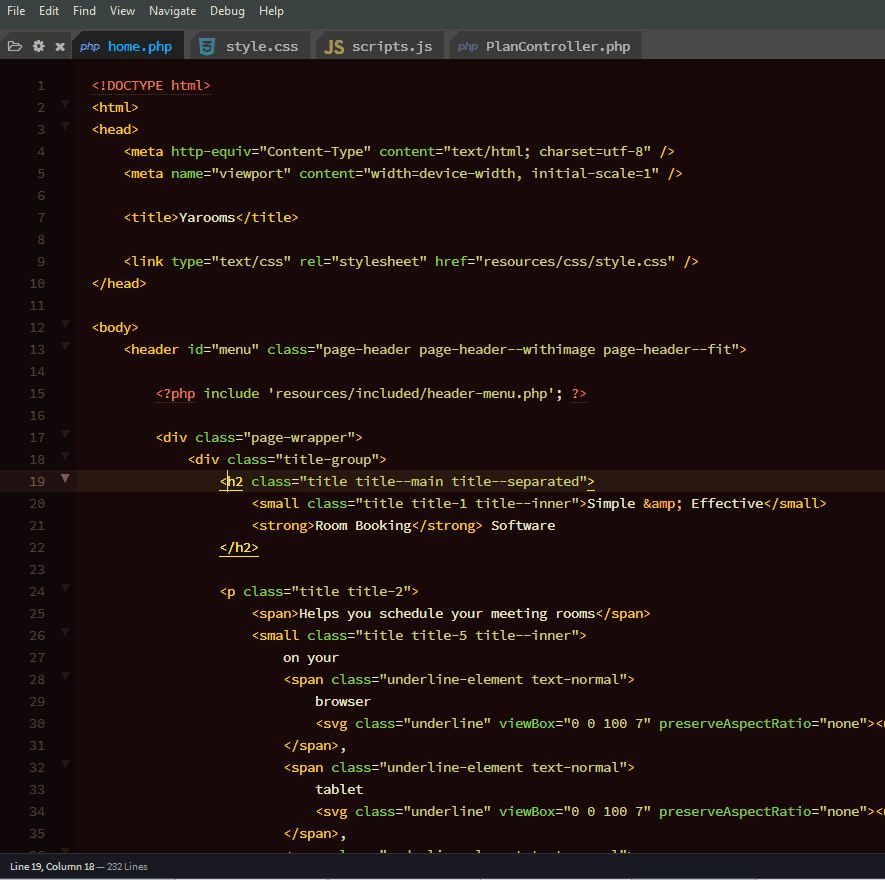 File Edit Find View Navigate Debug Help
php home.php style.css JS scripts.js php PlanController.php
1 <!DOCTYPE html>
2 <html>
3 <head>
4 <meta http-equiv="Content-Type" content="text/html; charset=utf-8" />
5 <meta name="viewport" content="width=device-width, initial-scale=1" />
6
7 <title>Yarooms</title>
8
9 <link type="text/css" rel="stylesheet" href="resources/css/style.css" />
10 </head>
11
12 <body>
13 <header id="menu" class="page-header page-header--withimage page-header--fit">
14
15 <?php include 'resources/included/header-menu.php'; ?>
16
17 <div class="page-wrapper">
18 <div class="title-group">
19 <h2 class="title title--main title--separated">
20 <small class="title title-1 title--inner">Simple &amp; Effective</small>
21 <strong>Room Booking</strong> Software
22 </h2>
23
24 <p class="title title-2">
25 <span>Helps you schedule your meeting rooms</span>
26 <small class="title title-5 title--inner">
27 on your
28 <span class="underline-element text-normal">
29 browser
30 <svg class="underline" viewBox="0 0 100 7" preserveAspectRatio="none"><
31 </span>,
32 <span class="underline-element text-normal">
33 tablet
34 <svg class="underline" viewBox="0 0 100 7" preserveAspectRatio="none"><
35 </span>,
Line 19, Column 18 — 232 Lines